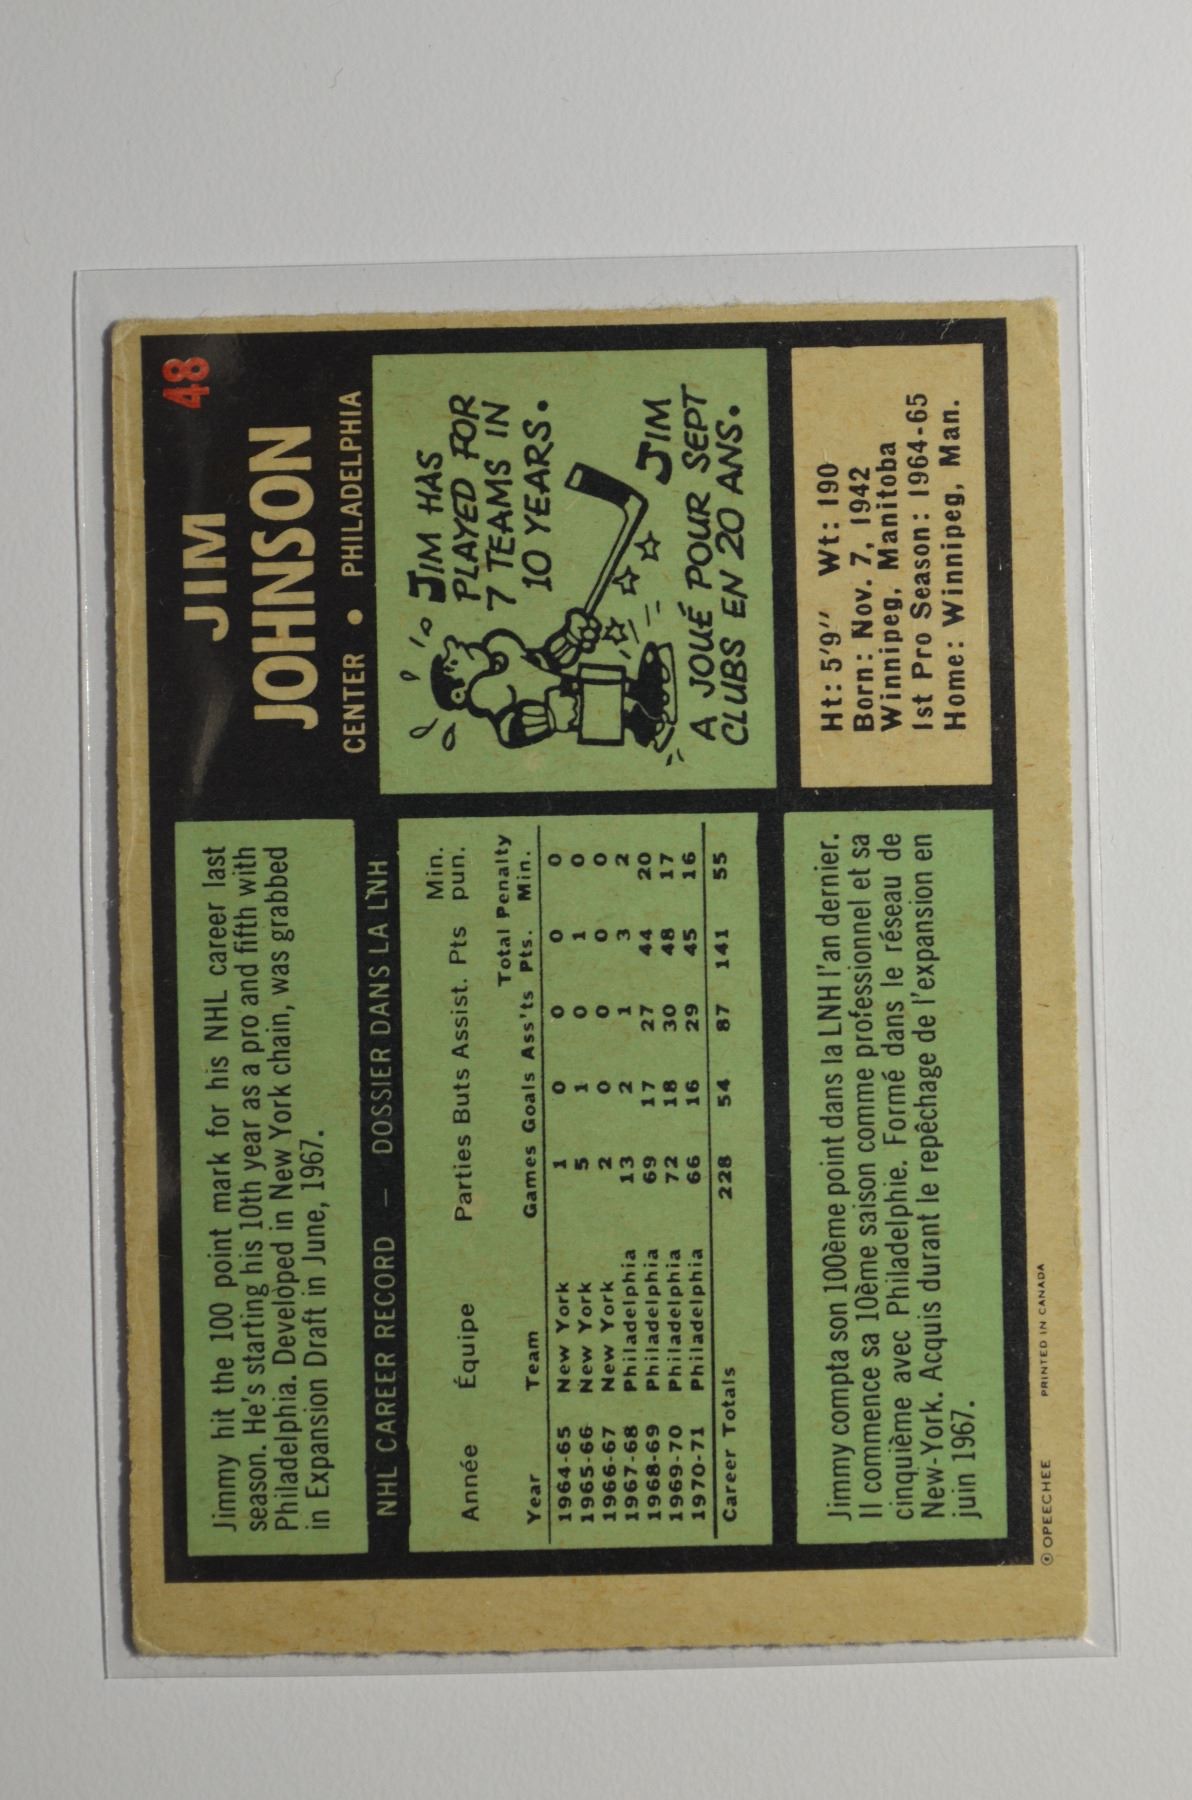 Jimmy hit the 100 point mark for his NHL career last
season. He's starting his 10th year as a pro and fifth with
Philadelphia. Developed in New York chain, was grabbed
in Expansion Draft in June, 1967.
48
JIM
JOHNSON
CENTER • PHILADELPHIA
NHL CAREER RECORD — DOSSIER DANS LA LNH
Année Équipe Parties Buts Assist. Pts Min. pun.
Year Team Games Goals Ass'ts Total Pts. Penalty Min.
1964-65 New York 1 0 0 0 0
1965-66 New York 5 1 0 1 0
1966-67 New York 2 0 0 0 0
1967-68 Philadelphia 13 2 1 3 2
1968-69 Philadelphia 69 17 27 44 20
1969-70 Philadelphia 72 18 30 48 17
1970-71 Philadelphia 66 16 29 45 16
Career Totals 228 54 87 141 55
JIM HAS
PLAYED FOR
7 TEAMS IN
10 YEARS.
JIM
A JOUÉ POUR SEPT
CLUBS EN 20 ANS.
Jimmy compta son 100ème point dans la LNH l'an dernier.
Il commence sa 10ème saison comme professionnel et sa
cinquième avec Philadelphie. Formé dans le réseau de
New-York. Acquis durant le repêchage de l'expansion en
juin 1967.
Ht: 5'9" Wt: 190
Born: Nov. 7, 1942
Winnipeg, Manitoba
1st Pro Season: 1964-65
Home: Winnipeg, Man.
© OPEECHEE PRINTED IN CANADA